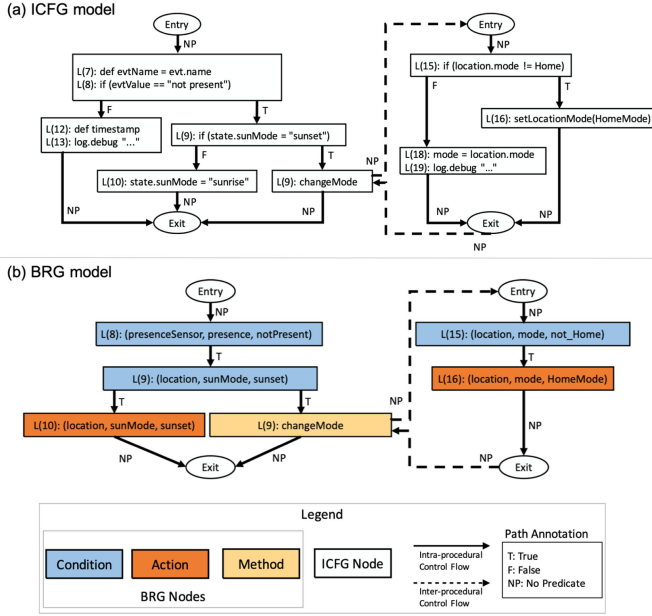 (a) ICFG model
Entry
NP
L(7): def evtName = evt.name
L(8): if (evtValue == "not present")
F
T
L(12): def timestamp
L(13): log.debug "..."
L(9): if (state.sunMode = "sunset")
F
T
L(10): state.sunMode = "sunrise"
L(9): changeMode
NP
NP
NP
NP
Exit
Entry
NP
L(15): if (location.mode != Home)
F
T
L(16): setLocationMode(HomeMode)
L(18): mode = location.mode
L(19): log.debug "..."
NP
NP
Exit
NP
(b) BRG model
Entry
NP
L(8): (presenceSensor, presence, notPresent)
T
L(9): (location, sunMode, sunset)
T
T
L(10): (location, sunMode, sunset)
L(9): changeMode
NP
NP
NP
Exit
Entry
NP
L(15): (location, mode, not_Home)
T
L(16): (location, mode, HomeMode)
NP
NP
Exit
Legend
Condition
Action
Method
BRG Nodes
ICFG Node
Intra-procedural
Control Flow
Inter-procedural
Control Flow
Path Annotation
T: True
F: False
NP: No Predicate